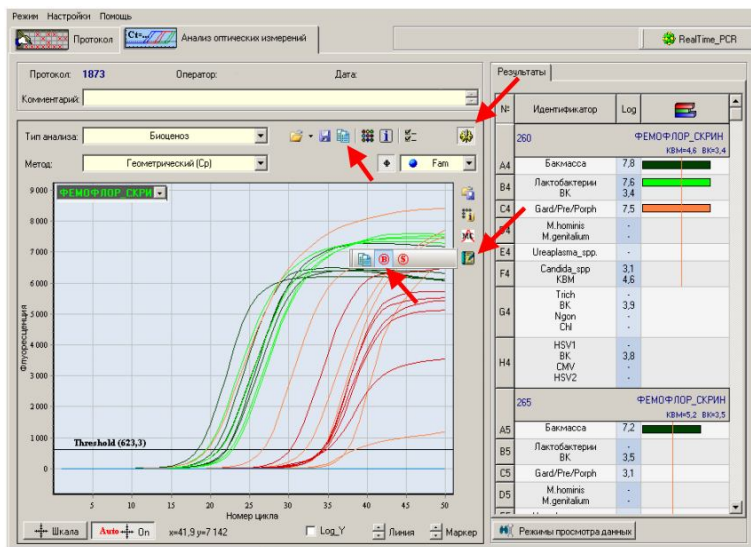 Режим Настройки Помощь
Протокол
Ct=
Анализ оптических измерений
RealTime_PCR
Протокол: 1873 Оператор: Дата:
Комментарий:
Тип анализа: Биоценоз
Метод: Геометрический (Cp)
Fam
ФЕМОФЛОР_СКРИ
9 000
8 000
7 000
6 000
5 000
4 000
3 000
2 000
1 000
0
Флуоресценция
B S
Threshold (623,3)
5 10 15 20 25 30 35 40 45 50
Номер цикла
Шкала Auto On x=41,9 y=7 142 Log_Y Линия Маркер
Результаты
№ Идентификатор Log
260 ФЕМОФЛОР_СКРИН
КВМ=4,6 ВК=3,4
A4 Бакмасса 7,8
B4 Лактобактерии 7,6
ВК 3,4
C4 Gard/Pre/Porph 7,5
M.hominis -
M.genitalium -
E4 Ureaplasma_spp. -
F4 Candida_spp 3,1
КВМ 4,6
G4
Trich -
ВК 3,9
Ngon -
Chl -
H4
HSV1 -
ВК 3,8
CMV -
HSV2 -
265 ФЕМОФЛОР_СКРИН
КВМ=5,2 ВК=3,5
A5 Бакмасса 7,2
B5 Лактобактерии -
ВК 3,5
C5 Gard/Pre/Porph 3,1
D5 M.hominis -
M.genitalium -
Режимы просмотра данных